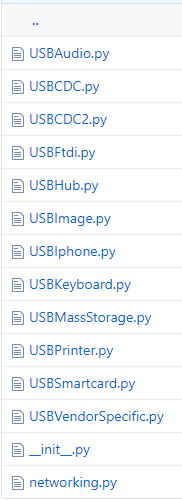 ..
USBAudio.py
USBCDC.py
USBCDC2.py
USBFtdi.py
USBHub.py
USBImage.py
USBIphone.py
USBKeyboard.py
USBMassStorage.py
USBPrinter.py
USBSmartcard.py
USBVendorSpecific.py
__init__.py
networking.py